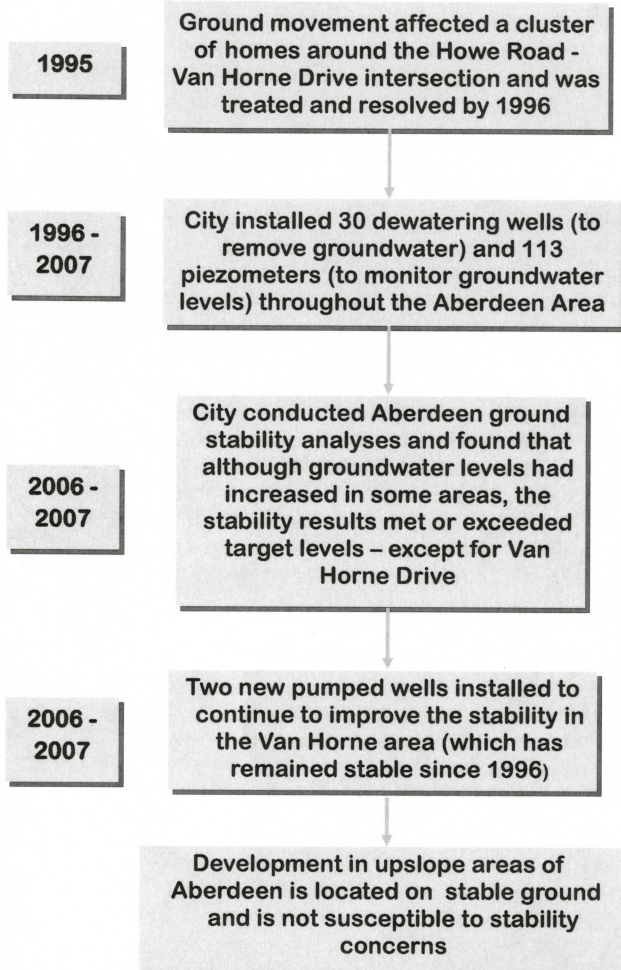 1995
Ground movement affected a cluster
of homes around the Howe Road -
Van Horne Drive intersection and was
treated and resolved by 1996
1996 -
2007
City installed 30 dewatering wells (to
remove groundwater) and 113
piezometers (to monitor groundwater
levels) throughout the Aberdeen Area
2006 -
2007
City conducted Aberdeen ground
stability analyses and found that
although groundwater levels had
increased in some areas, the
stability results met or exceeded
target levels – except for Van
Horne Drive
2006 -
2007
Two new pumped wells installed to
continue to improve the stability in
the Van Horne area (which has
remained stable since 1996)
Development in upslope areas of
Aberdeen is located on stable ground
and is not susceptible to stability
concerns